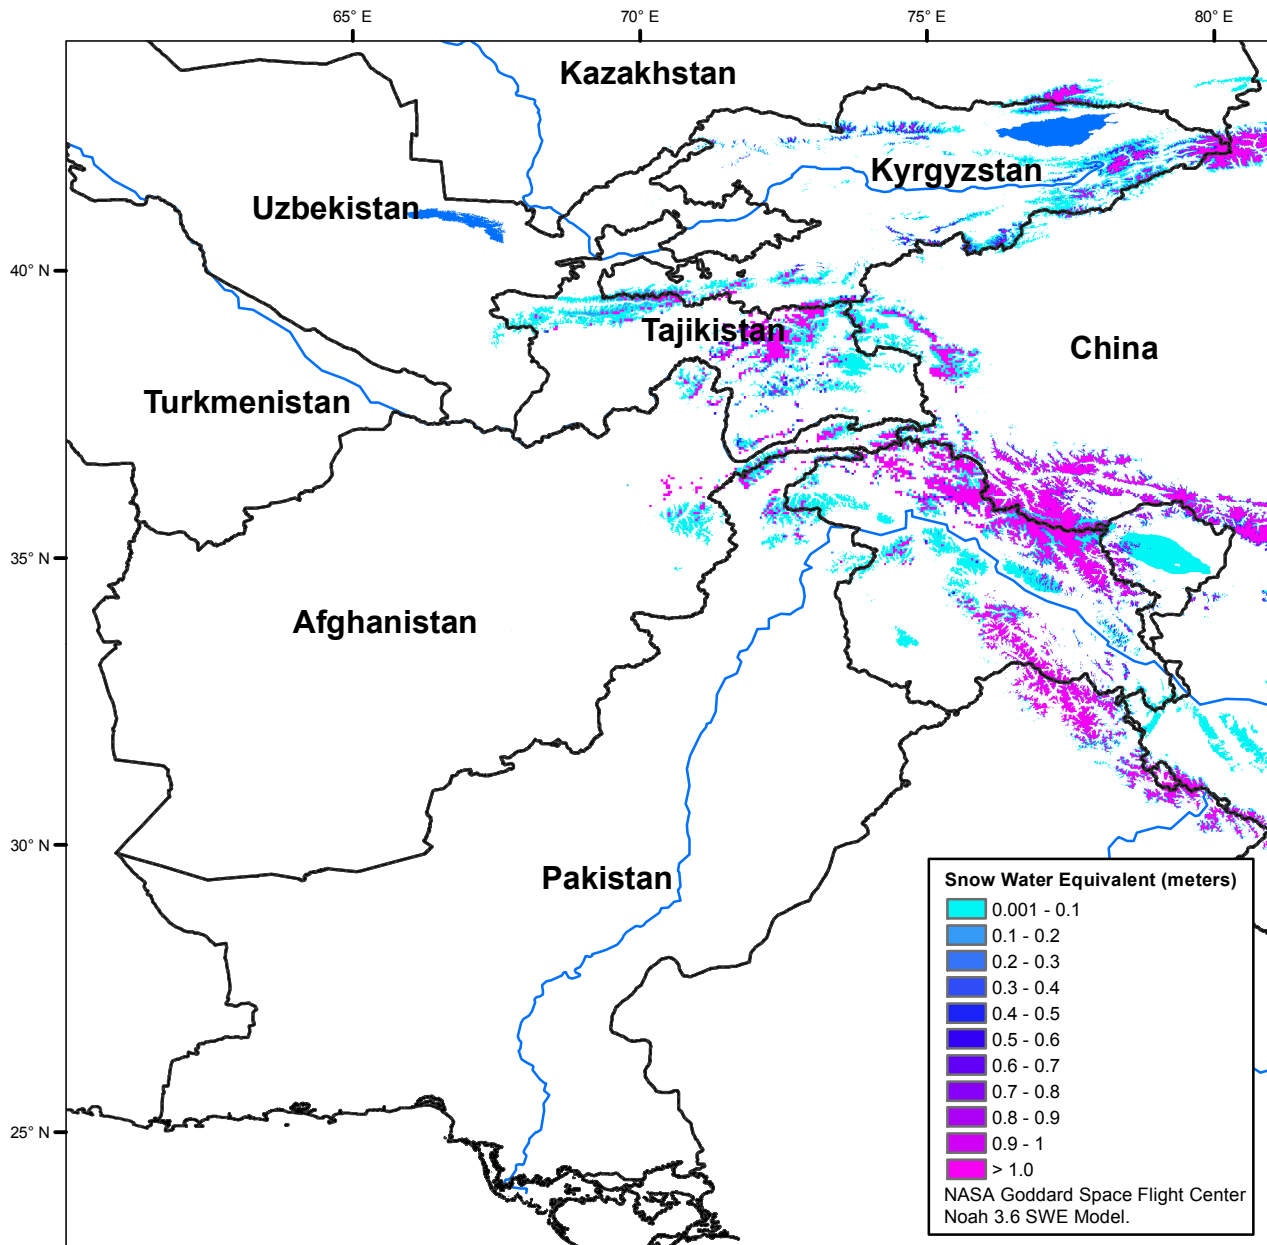 65° E
70° E
75° E
80° E
Kazakhstan
Kyrgyzstan
Uzbekistan
40° N
Tajikistan
China
Turkmenistan
35° N
Afghanistan
30° N
Pakistan
25° N
Snow Water Equivalent (meters)
0.001 - 0.1
0.1 - 0.2
0.2 - 0.3
0.3 - 0.4
0.4 - 0.5
0.5 - 0.6
0.6 - 0.7
0.7 - 0.8
0.8 - 0.9
0.9 - 1
> 1.0
NASA Goddard Space Flight Center
Noah 3.6 SWE Model.